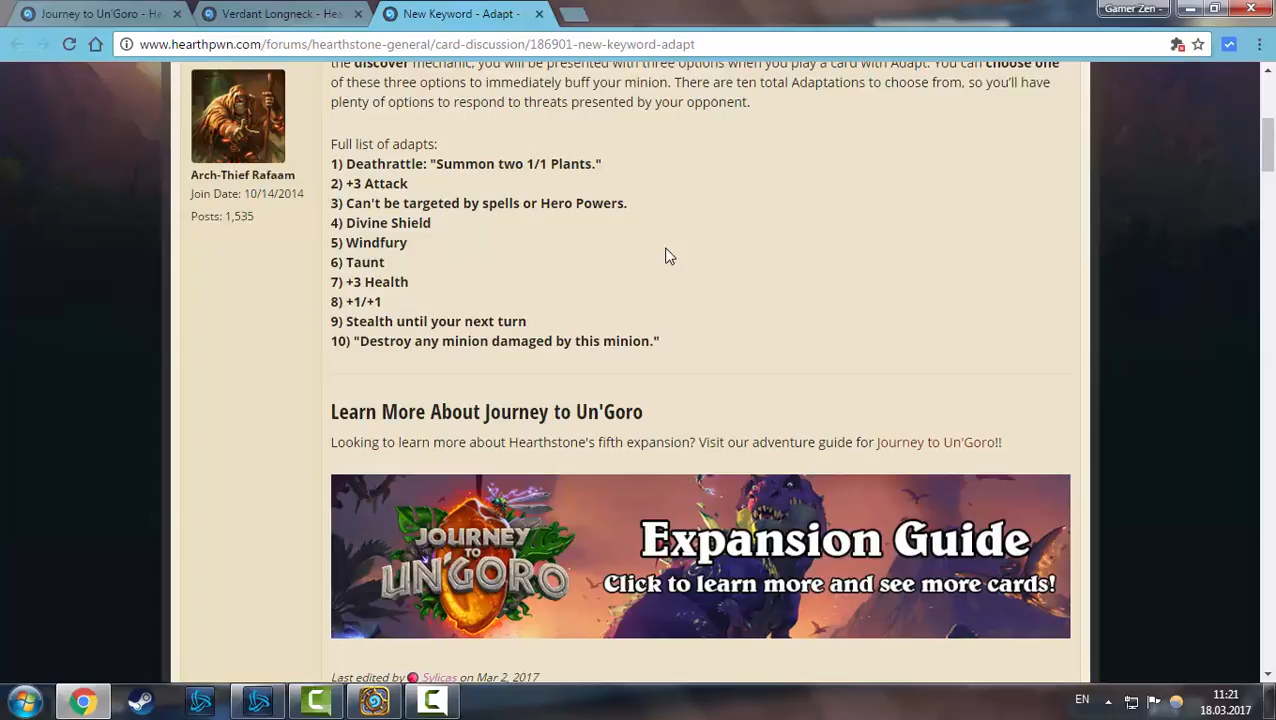 Journey to Un'Goro - He
Verdant Longneck - Hea
New Keyword - Adapt -
Gamer Zen -
www.hearthpwn.com/forums/hearthstone-general/card-discussion/186901-new-keyword-adapt
the discover mechanic, you will be presented with three options when you play a card with Adapt. You can choose one
of these three options to immediately buff your minion. There are ten total Adaptations to choose from, so you'll have
plenty of options to respond to threats presented by your opponent.
Arch-Thief Rafaam
Join Date: 10/14/2014
Posts: 1,535
Full list of adapts:
1) Deathrattle: "Summon two 1/1 Plants."
2) +3 Attack
3) Can't be targeted by spells or Hero Powers.
4) Divine Shield
5) Windfury
6) Taunt
7) +3 Health
8) +1/+1
9) Stealth until your next turn
10) "Destroy any minion damaged by this minion."
Learn More About Journey to Un'Goro
Looking to learn more about Hearthstone's fifth expansion? Visit our adventure guide for Journey to Un'Goro!!
JOURNEY
TO
UN'GORO
Expansion Guide
Click to learn more and see more cards!
Last edited by Sylicas on Mar 2, 2017
EN
11:21
18.03.2017